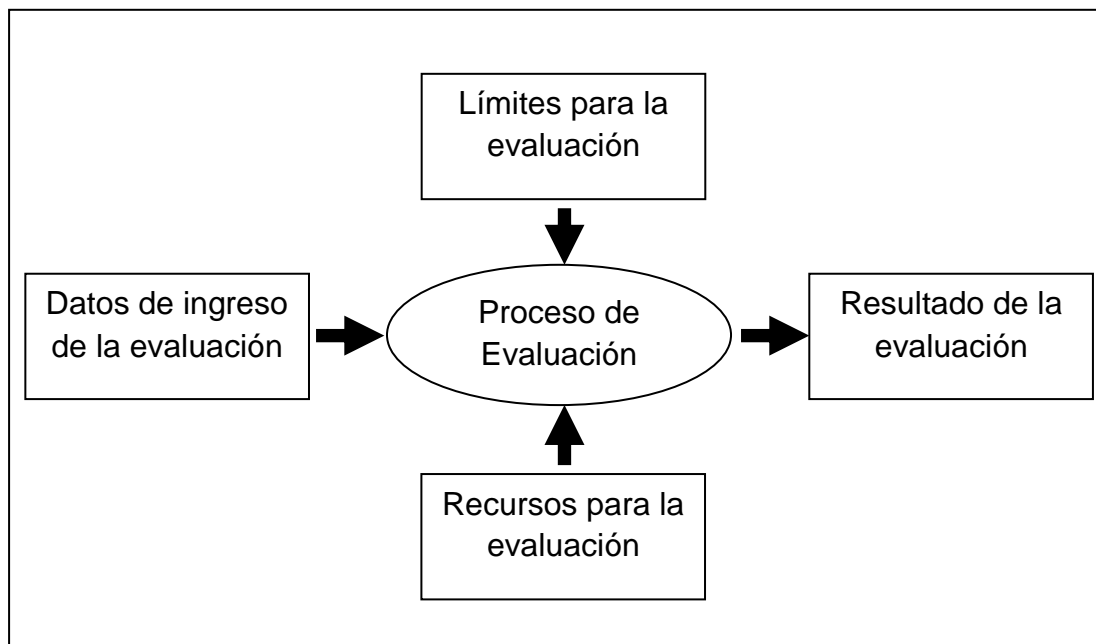 Límites para la
evaluación
Datos de ingreso
de la evaluación
Proceso de
Evaluación
Resultado de la
evaluación
Recursos para la
evaluación